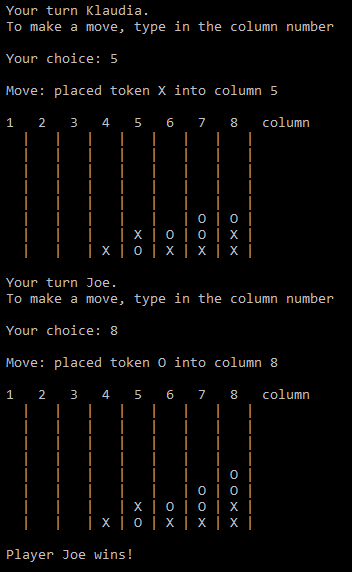 Your turn Klaudia.
To make a move, type in the column number
Your choice: 5
Move: placed token X into column 5
1   2   3   4   5   6   7   8   column
  |   |   |   |   |   |   |   |
  |   |   |   |   |   |   |   |
  |   |   |   |   |   |   |   |
  |   |   |   |   |   |   |   |
  |   |   |   |   |   |   |   |
  |   |   |   |   |   | O | O |
  |   |   |   | X | O | O | X |
  |   |   | X | O | X | X | X |
Your turn Joe.
To make a move, type in the column number
Your choice: 8
Move: placed token O into column 8
1   2   3   4   5   6   7   8   column
  |   |   |   |   |   |   |   |
  |   |   |   |   |   |   |   |
  |   |   |   |   |   |   |   |
  |   |   |   |   |   |   |   |
  |   |   |   |   |   |   | O |
  |   |   |   |   |   | O | O |
  |   |   |   | X | O | O | X |
  |   |   | X | O | X | X | X |
Player Joe wins!